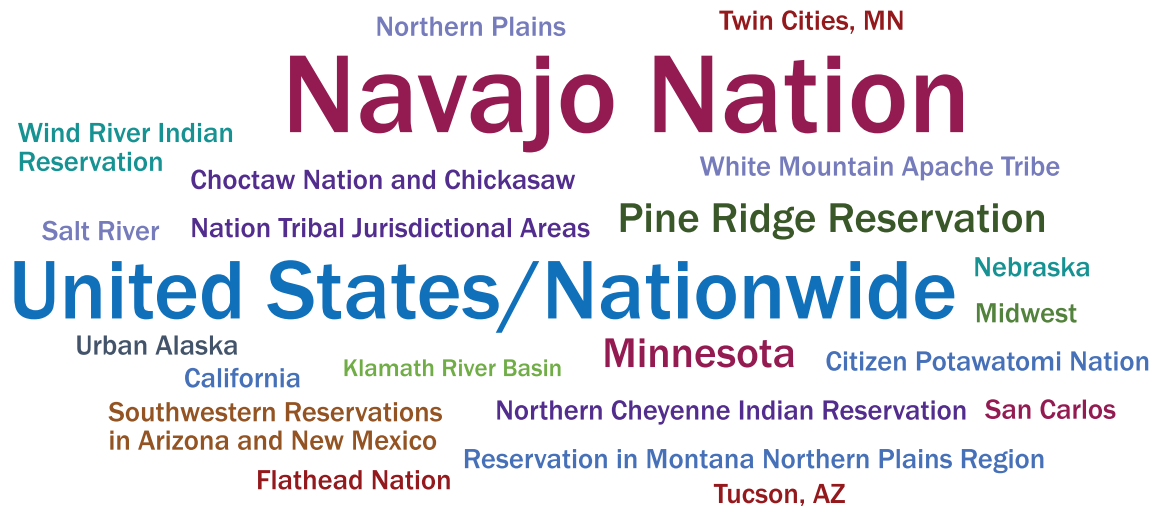 Northern Plains
Twin Cities, MN
Navajo Nation
Wind River Indian
Reservation
White Mountain Apache Tribe
Choctaw Nation and Chickasaw
Nation Tribal Jurisdictional Areas
Pine Ridge Reservation
Salt River
United States/Nationwide
Nebraska
Midwest
Urban Alaska
Minnesota
Citizen Potawatomi Nation
Klamath River Basin
California
Southwestern Reservations
in Arizona and New Mexico
Northern Cheyenne Indian Reservation
San Carlos
Reservation in Montana Northern Plains Region
Flathead Nation
Tucson, AZ